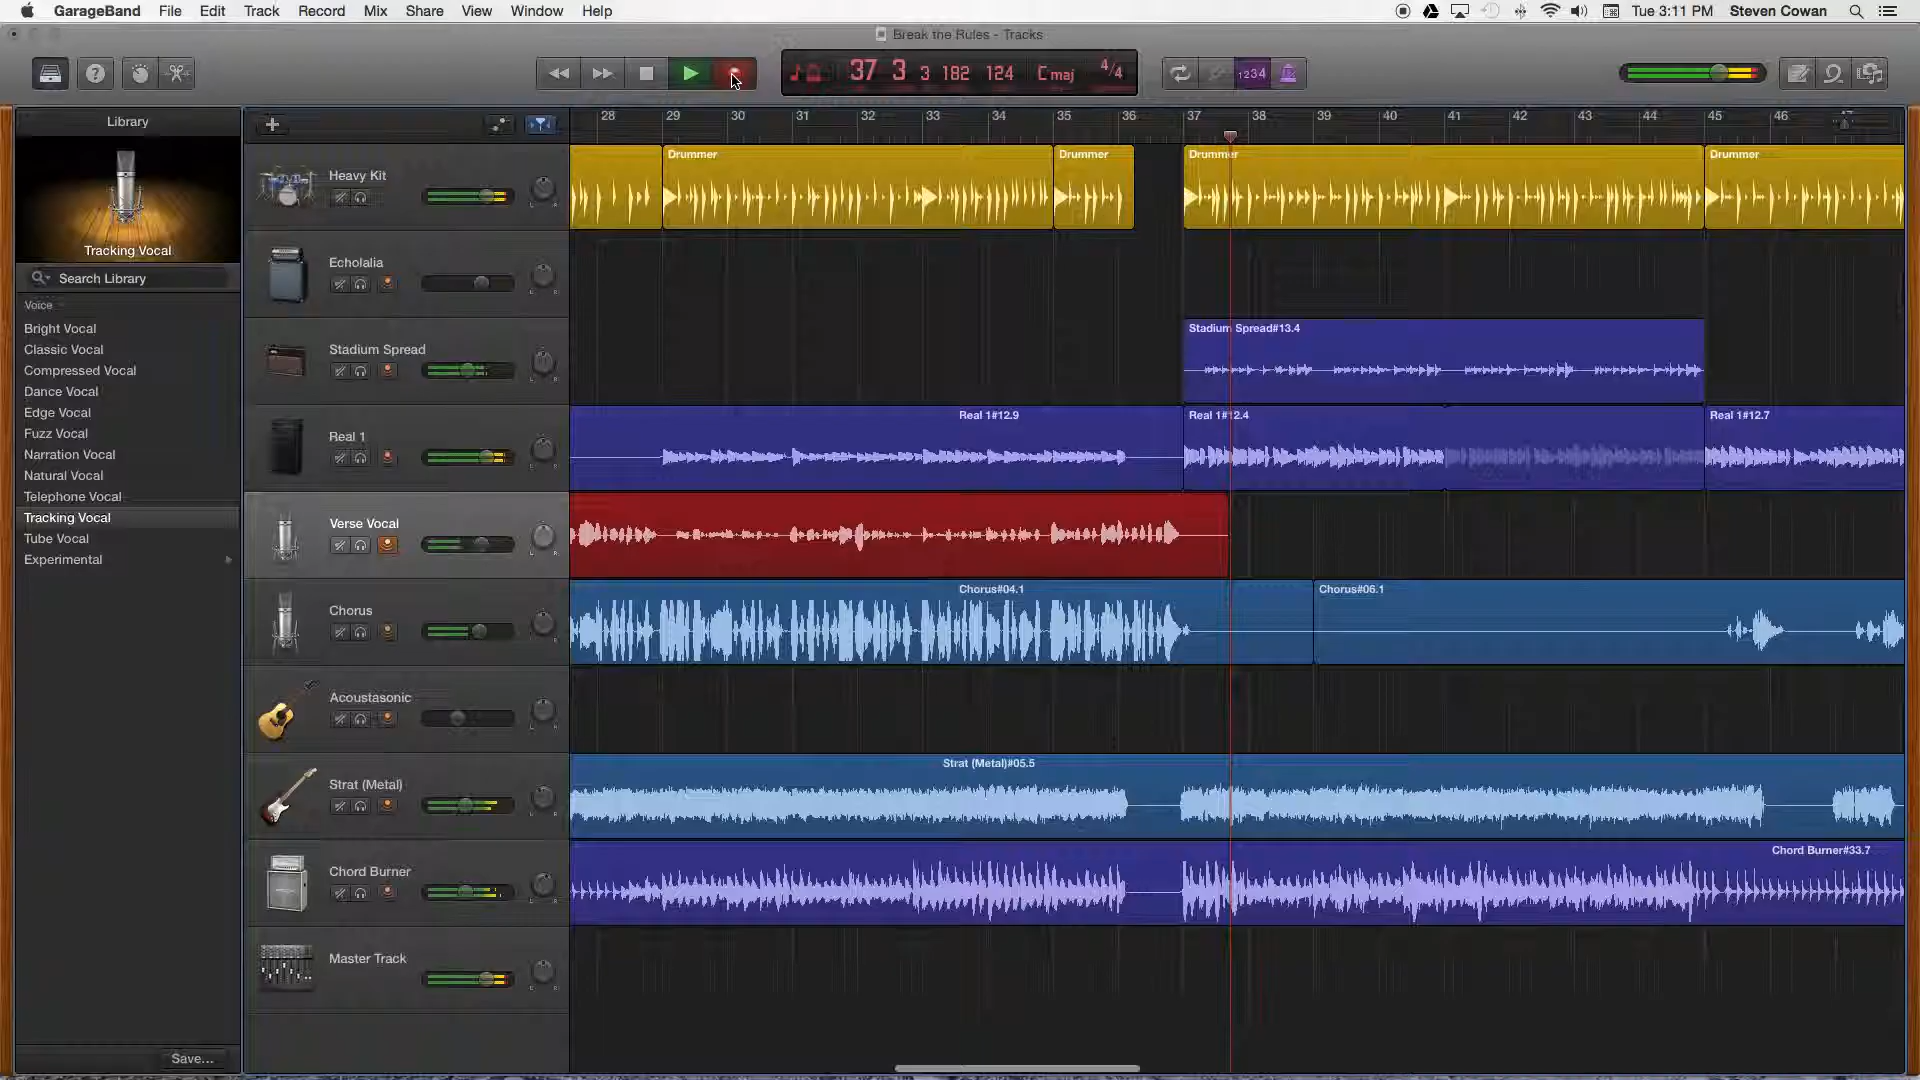 GarageBand File Edit Track Record Mix Share View Window Help Tue 3:11 PM Steven Cowan
Break the Rules - Tracks
37 3 3 182 124 Cmaj 4/4 1234
Library
28 29 30 31 32 33 34 35 36 37 38 39 40 41 42 43 44 45 46 47
Tracking Vocal
Search Library
Voice
Bright Vocal
Classic Vocal
Compressed Vocal
Dance Vocal
Edge Vocal
Fuzz Vocal
Narration Vocal
Natural Vocal
Telephone Vocal
Tracking Vocal
Tube Vocal
Experimental
Save...
Heavy Kit
Drummer Drummer Drummer Drummer
Echolalia
Stadium Spread
Stadium Spread#13.4
Real 1
Real 1#12.9 Real 1#12.4 Real 1#12.7
Verse Vocal
Chorus
Chorus#04.1 Chorus#06.1
Acoustasonic
Strat (Metal)
Strat (Metal)#05.5
Chord Burner
Chord Burner#33.7
Master Track